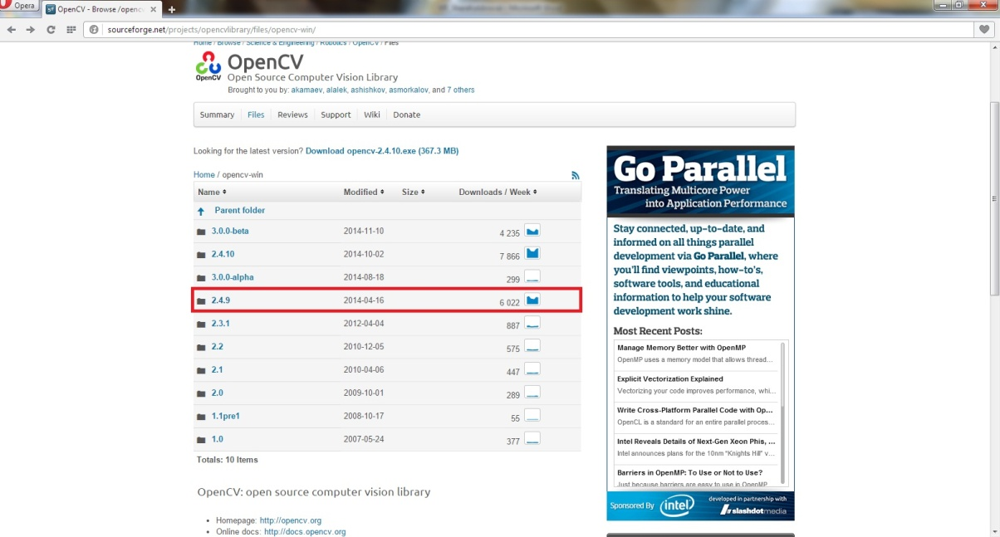 Opera
OpenCV - Browse /openc
sourceforge.net/projects/opencvlibrary/files/opencv-win/
Home / Browse / Science & Engineering / Robotics / OpenCV / Files
OpenCV
OpenCV
Open Source Computer Vision Library
Brought to you by: akamaev, alalek, ashishkov, asmorkalov, and 7 others
Summary Files Reviews Support Wiki Donate
Looking for the latest version? Download opencv-2.4.10.exe (367.3 MB)
Home / opencv-win
Name Modified Size Downloads / Week
Parent folder
3.0.0-beta 2014-11-10 4 235
2.4.10 2014-10-02 7 866
3.0.0-alpha 2014-08-18 299
2.4.9 2014-04-16 6 022
2.3.1 2012-04-04 887
2.2 2010-12-05 575
2.1 2010-04-06 447
2.0 2009-10-01 289
1.1pre1 2008-10-17 55
1.0 2007-05-24 377
Totals: 10 Items
OpenCV: open source computer vision library
Homepage: http://opencv.org
Online docs: http://docs.opencv.org
Go Parallel
Translating Multicore Power
into Application Performance
Stay connected, up-to-date, and
informed on all things parallel
development via Go Parallel, where
you'll find viewpoints, how-to's,
software tools, and educational
information to help your software
development work shine.
Most Recent Posts:
Manage Memory Better with OpenMP
OpenMP uses a memory model that allows thread...
Explicit Vectorization Explained
Vectorizing your code improves performance, whi...
Write Cross-Platform Parallel Code with Op...
OpenCL is a standard for an entire parallel proces...
Intel Reveals Details of Next-Gen Xeon Phis, ...
Intel announces plans for the 10nm "Knights Hill" v...
Barriers in OpenMP: To Use or Not to Use?
Just because barriers are easy to use in OpenMP
Sponsored By intel developed in partnership with
slashdotmedia